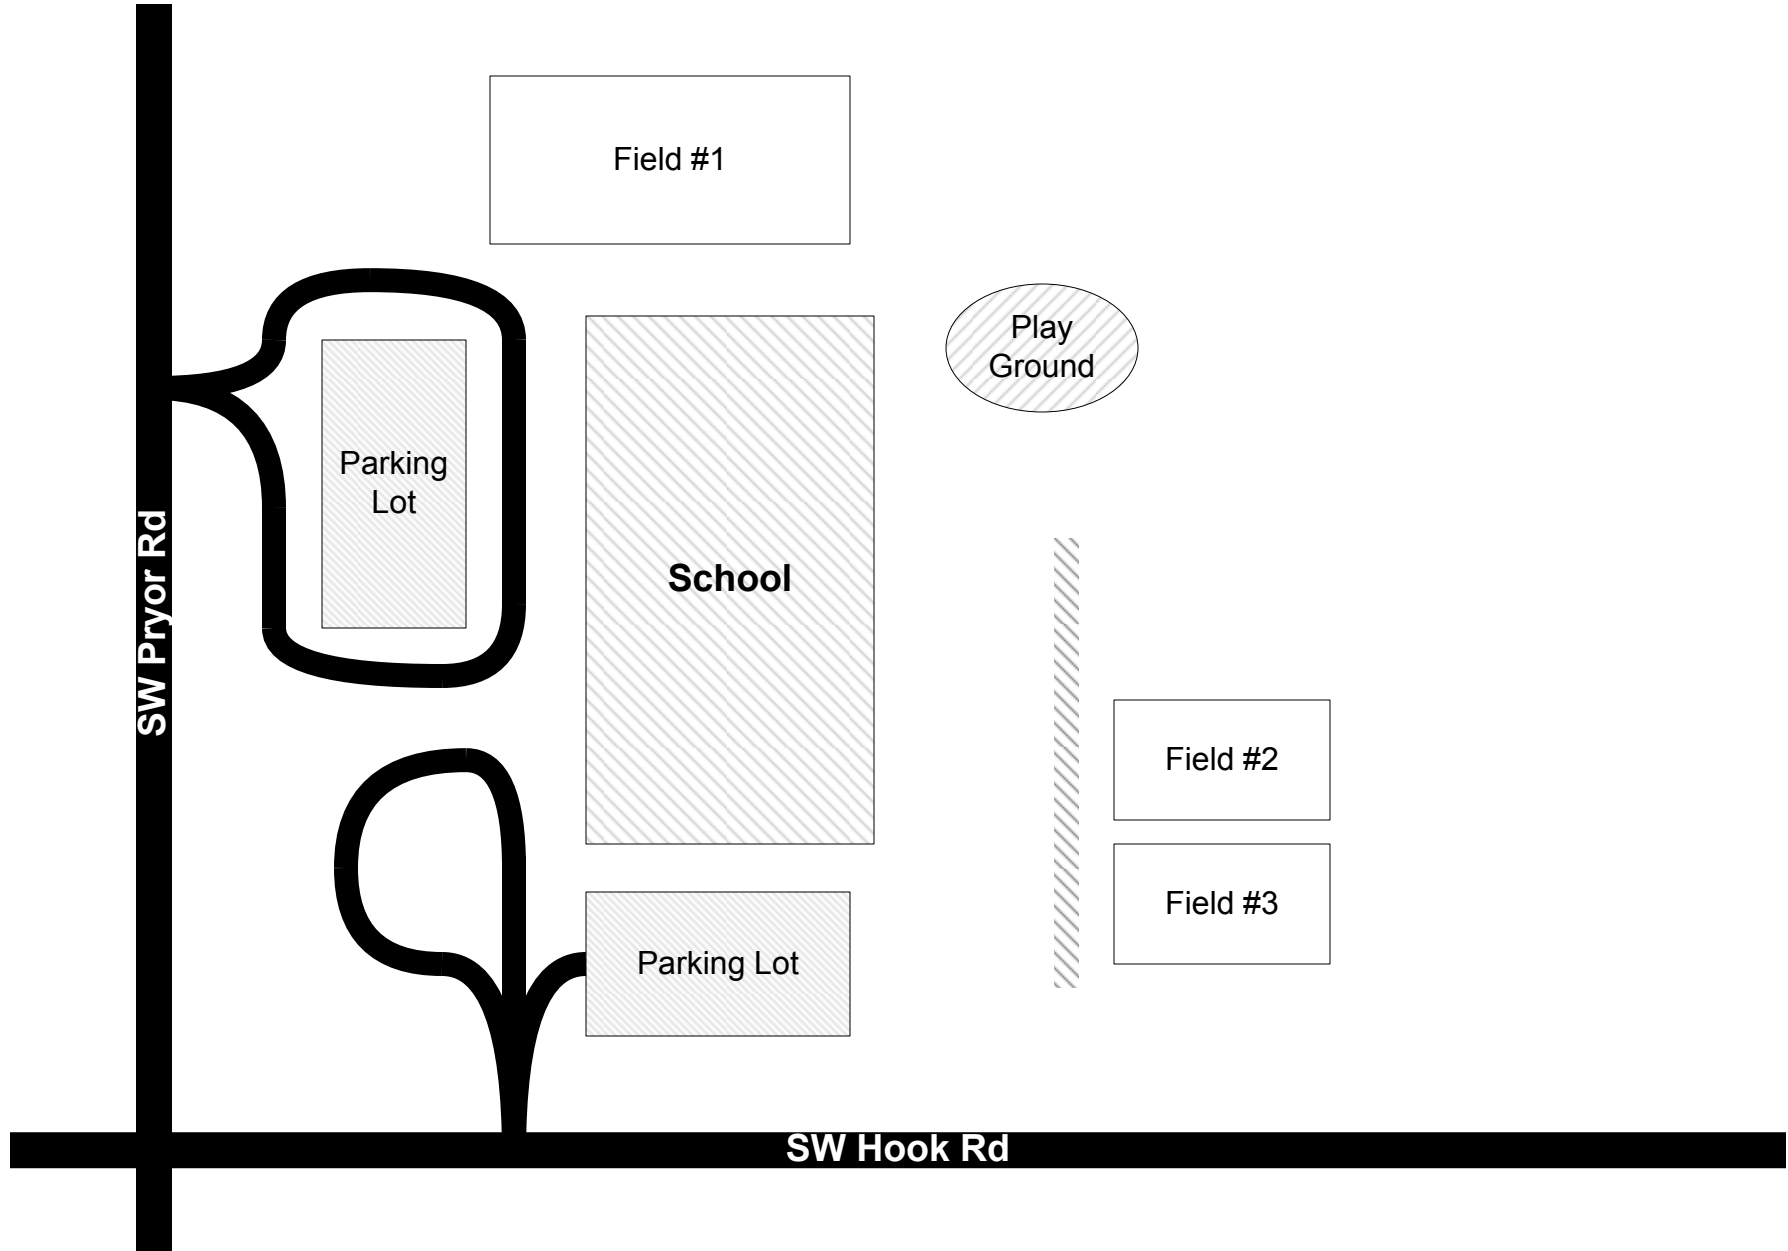 Field #1
Play
Ground
Parking
Lot
School
SW Pryor Rd
Field #2
Field #3
Parking Lot
SW Hook Rd